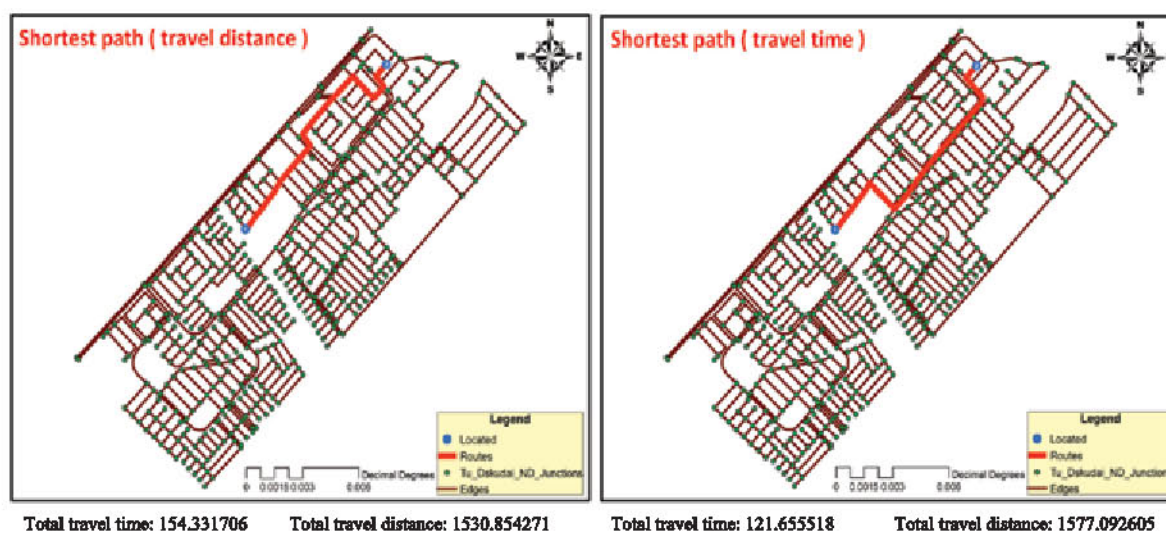 Shortest path ( travel distance )
N
W E
S
Legend
Located
Routes
Tu_Dakudai_ND_Junctions
Edges
Decimal Degrees
0 0.0015 0.003 0.006
Total travel time: 154.331706 Total travel distance: 1530.854271
Shortest path ( travel time )
N
W
S
Legend
Located
Routes
Tu_Dskudai_ND_Junctions
Edges
Decimal Degrees
0 0.0015 0.003 0.006
Total travel time: 121.655518 Total travel distance: 1577.092605